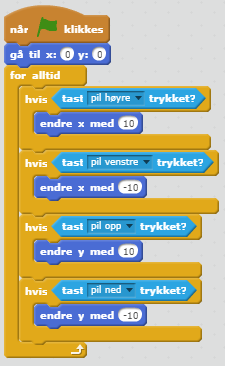 når klikkes
gå til x: 0 y: 0
for alltid
hvis tast pil høyre trykket?
endre x med 10
hvis tast pil venstre trykket?
endre x med -10
hvis tast pil opp trykket?
endre y med 10
hvis tast pil ned trykket?
endre y med -10